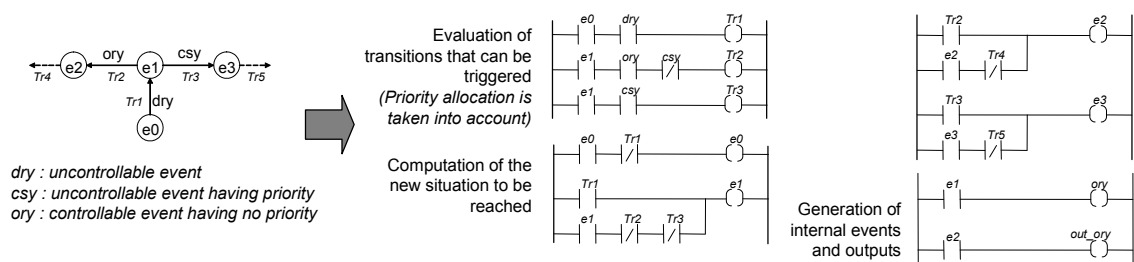 ory
csy
e2
e1
e3
Tr4
Tr2
Tr3
Tr5
Tr1
dry
e0
dry : uncontrollable event
csy : uncontrollable event having priority
ory : controllable event having no priority
Evaluation of
transitions that can be
triggered
(Priority allocation is
taken into account)
Computation of the
new situation to be
reached
e0 dry Tr1
e1 ory csy Tr2
e1 csy Tr3
e0 Tr1 e0
Tr1 e1
e1 Tr2 Tr3
Tr2 e2
e2 Tr4
Tr3 e3
e3 Tr5
Generation of
internal events
and outputs
e1 ory
e2 out_ory